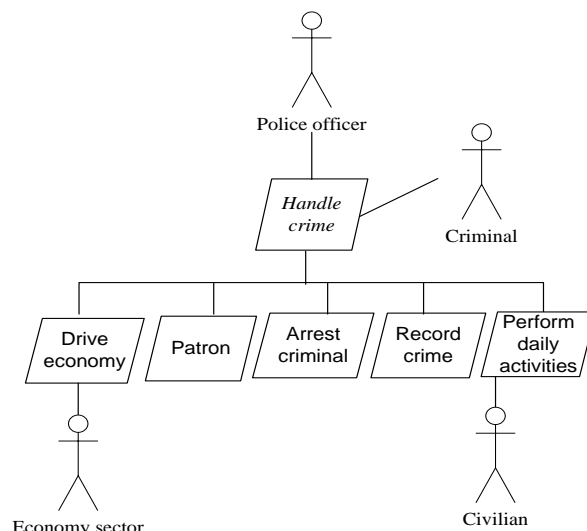 Police officer
Handle
crime
Criminal
Drive
economy
Patron
Arrest
criminal
Record
crime
Perform
daily
activities
Economy sector
Civilian